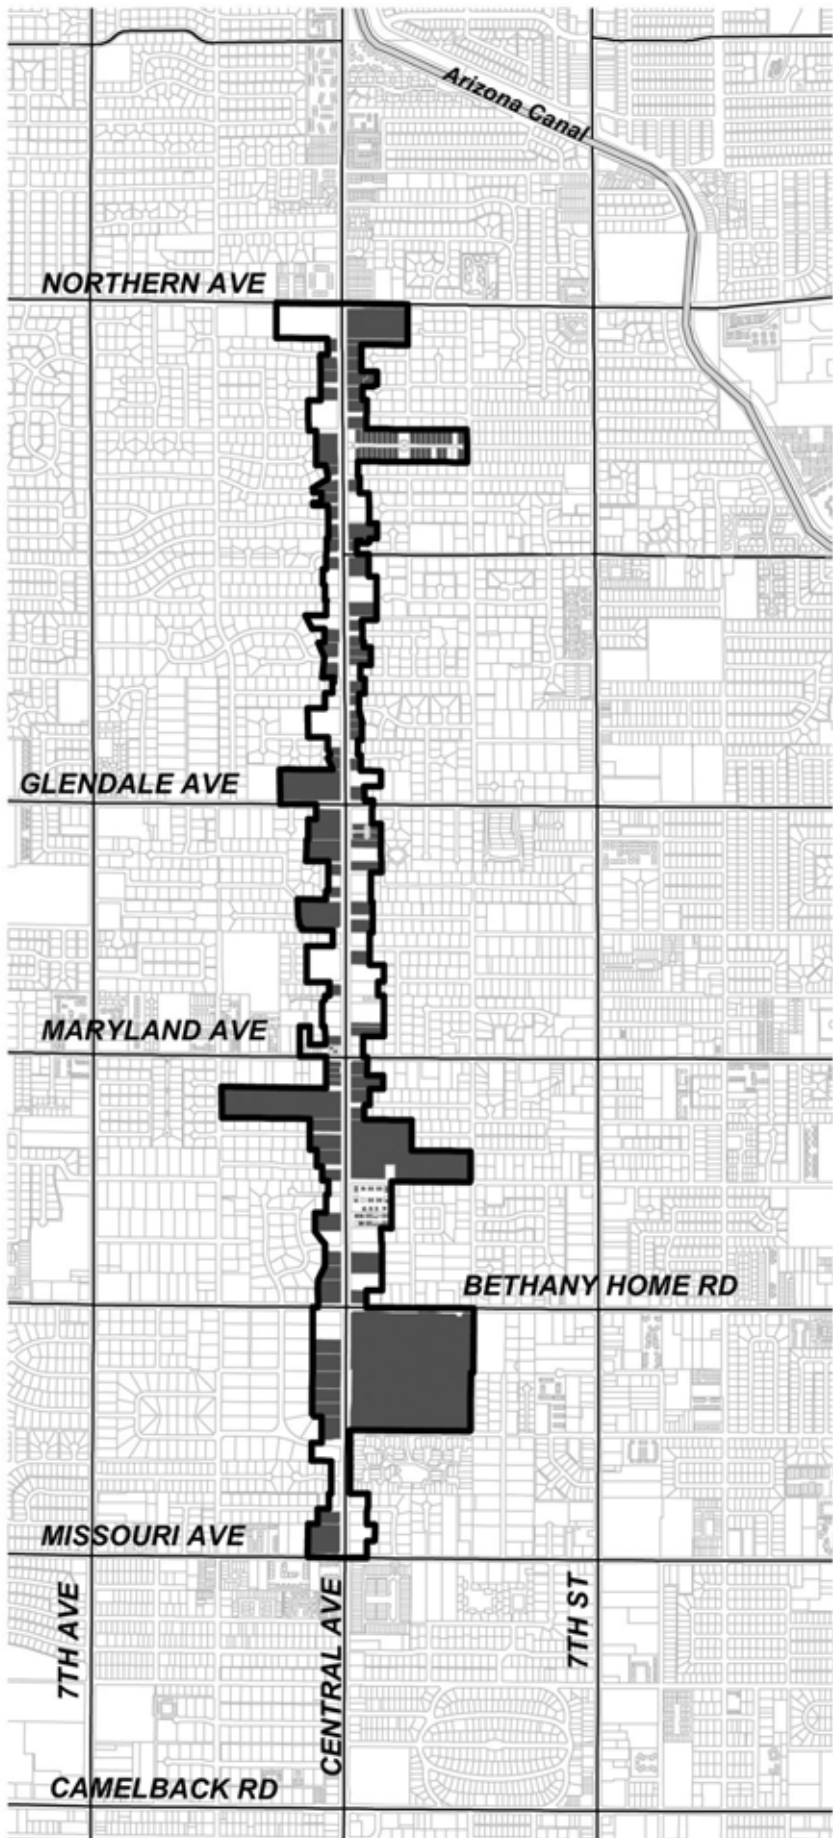 Arizona Canal
NORTHERN AVE
GLENDALE AVE
MARYLAND AVE
BETHANY HOME RD
MISSOURI AVE
7TH AVE
CENTRAL AVE
7TH ST
CAMELBACK RD